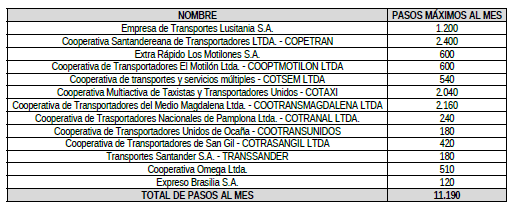 NOMBRE PASOS MÁXIMOS AL MES
Empresa de Transportes Lusitania S.A. 1.200
Cooperativa Santandereana de Transportadores LTDA. - COPETRAN 2.400
Extra Rápido Los Motilones S.A. 600
Cooperativa de Transportadores El Motilón Ltda. - COOPTMOTILON LTDA 600
Cooperativa de transportes y servicios múltiples - COTSEM LTDA 540
Cooperativa Multiactiva de Taxistas y Transportadores Unidos - COTAXI 2.040
Cooperativa de Transportadores del Medio Magdalena Ltda. - COOTRANSMAGDALENA LTDA 2.160
Cooperativa de Trasportadores Nacionales de Pamplona Ltda. - COTRANAL LTDA. 240
Cooperativa de Transportadores Unidos de Ocaña - COOTRANSUNIDOS 180
Cooperativa de Transportadores de San Gil - COTRASANGIL LTDA 420
Transportes Santander S.A. - TRANSSANDER 180
Cooperativa Omega Ltda. 510
Expreso Brasilia S.A. 120
TOTAL DE PASOS AL MES 11.190